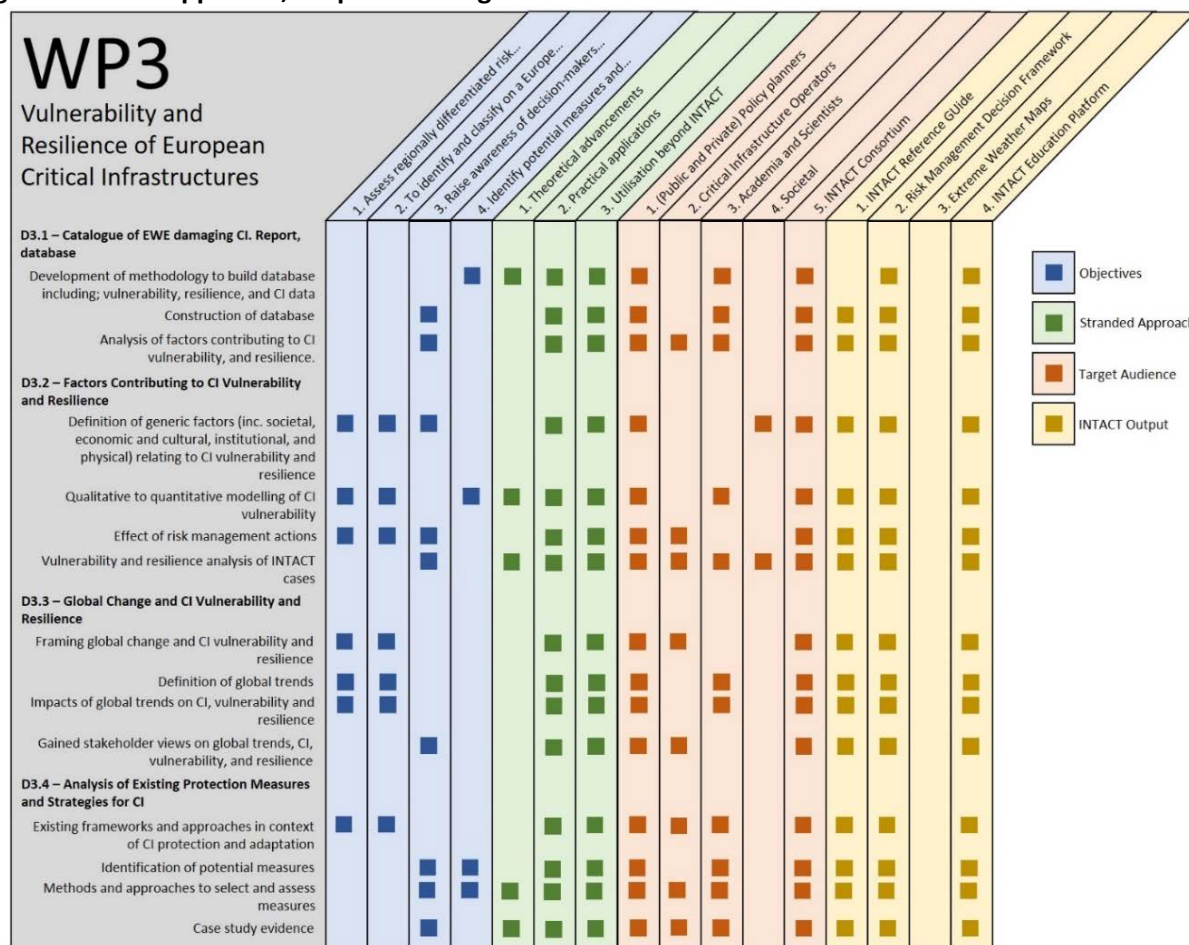 WP3
Vulnerability and
Resilience of European
Critical Infrastructures
1. Assess regionally differentiated risk...
2. To identify and classify on a Europe...
3. Raise awareness of decision-makers...
4. Identify potential measures and...
1. Theoretical advancements
2. Practical applications
3. Utilisation beyond INTACT
1. (Public and Private) Policy planners
2. Critical Infrastructure Operators
3. Academia and Scientists
4. Societal
5. INTACT Consortium
1. INTACT Reference GUide
2. Risk Management Decision Framework
3. Extreme Weather Maps
4. INTACT Education Platform
D3.1 – Catalogue of EWE damaging CI. Report,
database
Development of methodology to build database
including; vulnerability, resilience, and CI data
Construction of database
Analysis of factors contributing to CI
vulnerability, and resilience.
D3.2 – Factors Contributing to CI Vulnerability
and Resilience
Definition of generic factors (inc. societal,
economic and cultural, institutional, and
physical) relating to CI vulnerability and
resilience
Qualitative to quantitative modelling of CI
vulnerability
Effect of risk management actions
Vulnerability and resilience analysis of INTACT
cases
D3.3 – Global Change and CI Vulnerability and
Resilience
Framing global change and CI vulnerability and
resilience
Definition of global trends
Impacts of global trends on CI, vulnerability and
resilience
Gained stakeholder views on global trends, CI,
vulnerability, and resilience
D3.4 – Analysis of Existing Protection Measures
and Strategies for CI
Existing frameworks and approaches in context
of CI protection and adaptation
Identification of potential measures
Methods and approaches to select and assess
measures
Case study evidence
Objectives
Stranded Approach
Target Audience
INTACT Output